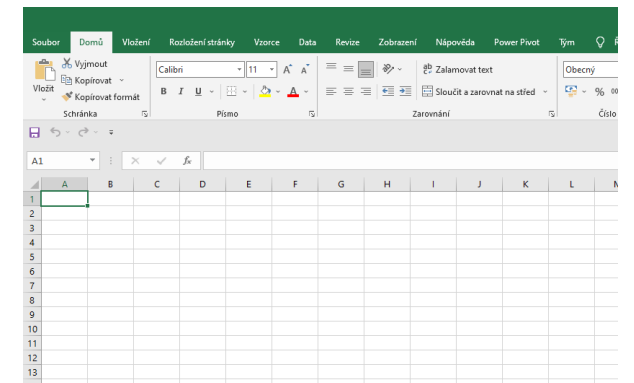 Soubor Domů Vložení Rozložení stránky Vzorce Data Revize Zobrazení Nápověda Power Pivot Tým
Vložit
Vyjmout
Kopírovat
Kopírovat formát
Schránka
Calibri 11 A A
B I U A
Písmo
ab Zalamovat text
Sloučit a zarovnat na střed
Zarovnání
Obecný
% 00
Číslo
A1 fx
A B C D E F G H I J K L
1
2
3
4
5
6
7
8
9
10
11
12
13